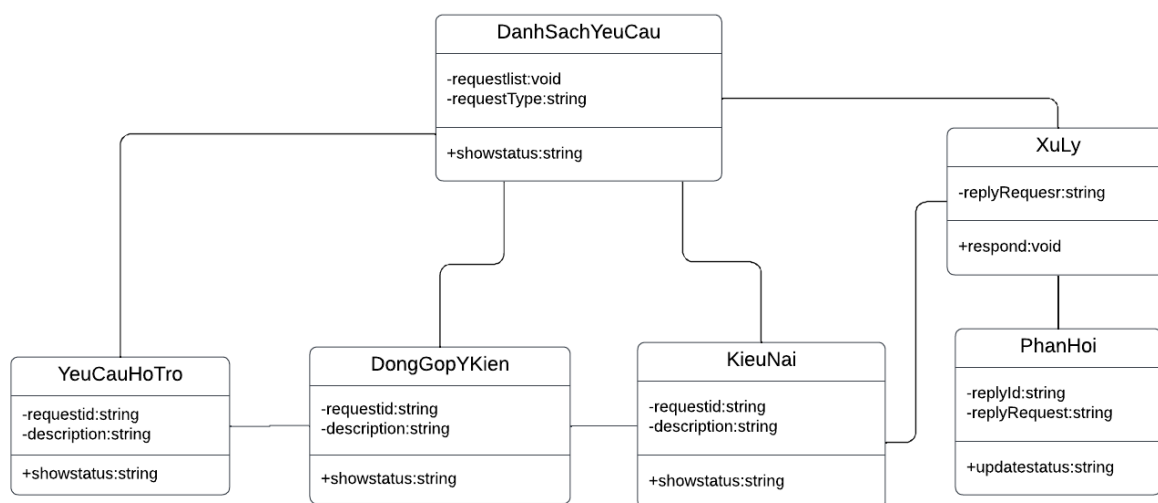 DanhSachYeuCau
-requestlist:void
-requestType:string
+showstatus:string
XuLy
-replyRequesr:string
+respond:void
YeuCauHoTro
-requestid:string
-description:string
+showstatus:string
DongGopYKien
-requestid:string
-description:string
+showstatus:string
KieuNai
-requestid:string
-description:string
+showstatus:string
PhanHoi
-replyId:string
-replyRequest:string
+updatestatus:string